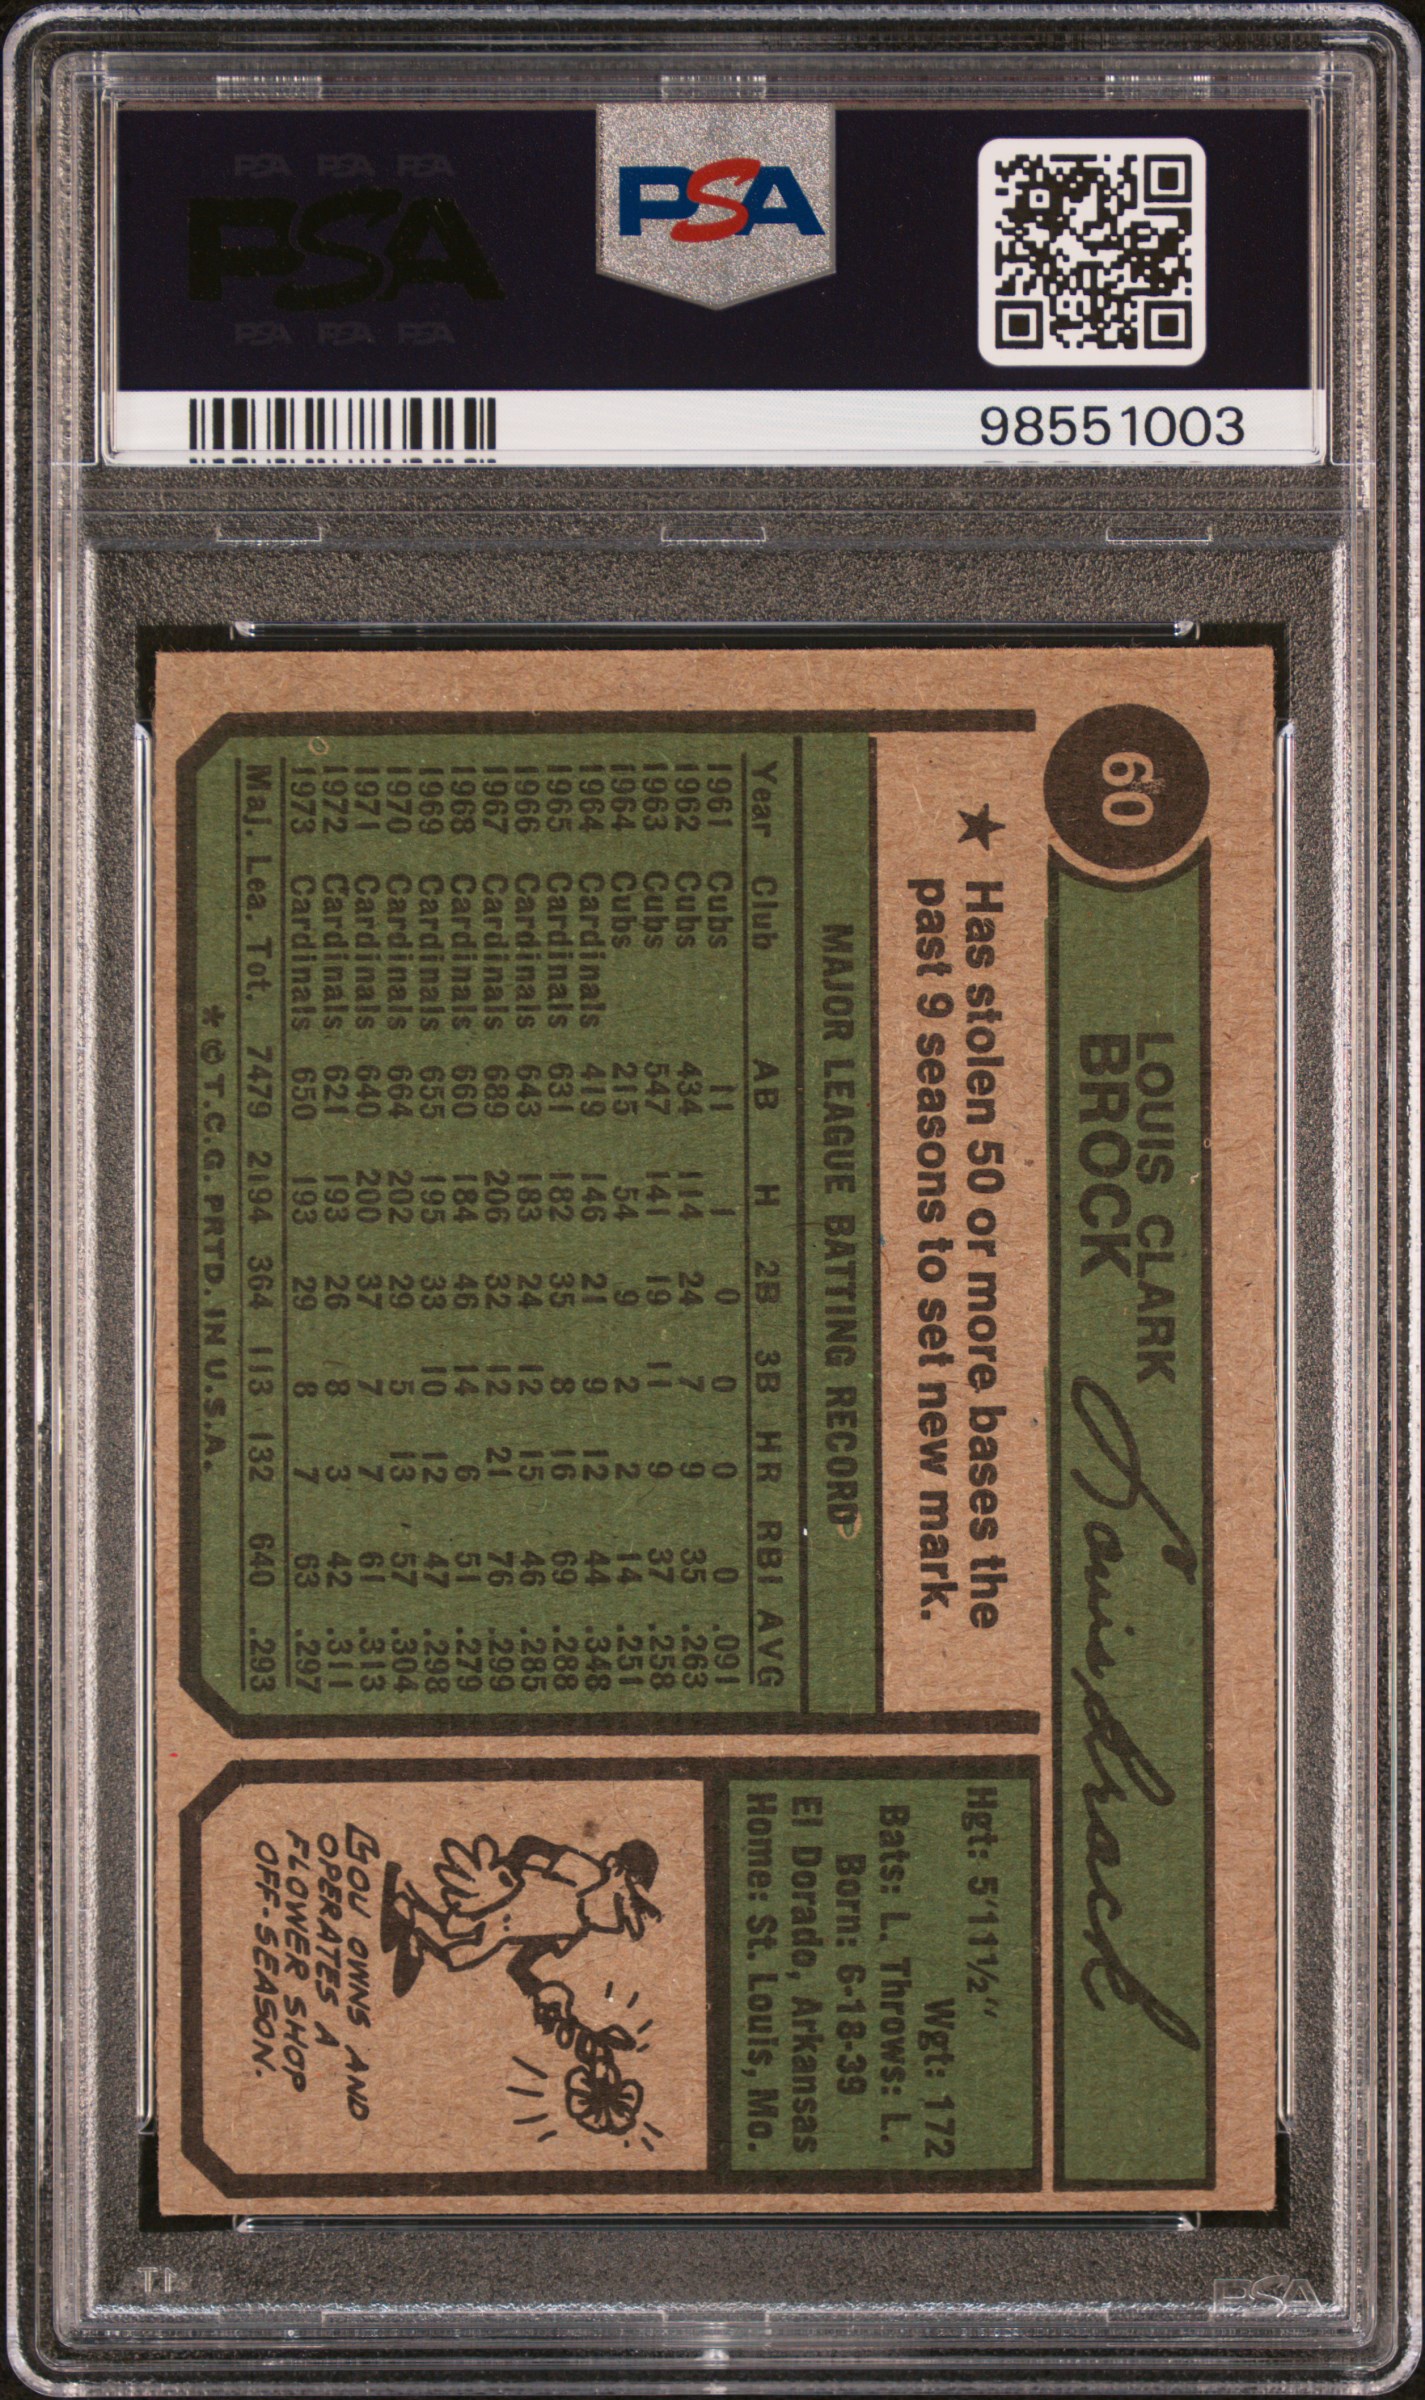 PSA PSA PSA
PSA
PSA PSA PSA
PSA
98551003
60
LOUIS CLARK
BROCK
Louis Brock
★ Has stolen 50 or more bases the
past 9 seasons to set new mark.
MAJOR LEAGUE BATTING RECORD
Year Club AB H 2B 3B HR RBI AVG
1961 Cubs 11 1 0 0 0 0 .091
1962 Cubs 434 114 24 7 9 35 .263
1963 Cubs 547 141 19 11 9 37 .258
1964 Cubs 215 54 9 2 2 14 .251
1964 Cardinals 419 146 21 9 12 44 .348
1965 Cardinals 631 182 35 8 16 69 .288
1966 Cardinals 643 183 24 12 15 46 .285
1967 Cardinals 689 206 32 12 21 76 .299
1968 Cardinals 660 184 46 14 6 51 .279
1969 Cardinals 655 195 33 10 12 47 .298
1970 Cardinals 664 202 29 5 13 57 .304
1971 Cardinals 640 200 37 7 7 61 .313
1972 Cardinals 621 193 26 8 3 42 .311
1973 Cardinals 650 193 29 8 7 63 .297
Maj. Lea. Tot. 7479 2194 364 113 132 640 .293
* © T.C.G. PRTD. IN U.S.A.
Hgt: 5'11½" Wgt: 172
Bats: L. Throws: L.
Born: 6-18-39
El Dorado, Arkansas
Home: St. Louis, Mo.
LOU OWNS AND
OPERATES A
FLOWER SHOP
OFF-SEASON.
PSA